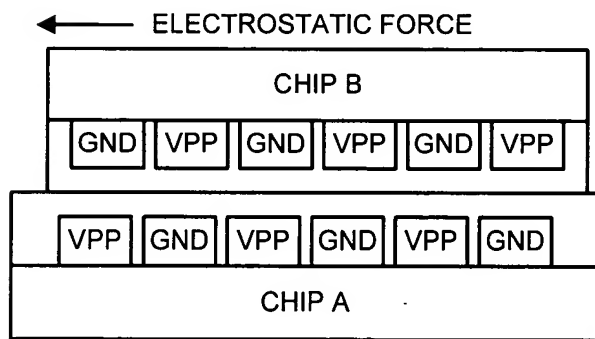 ELECTROSTATIC FORCE
CHIP B
GND VPP GND VPP GND VPP
VPP GND VPP GND VPP GND
CHIP A